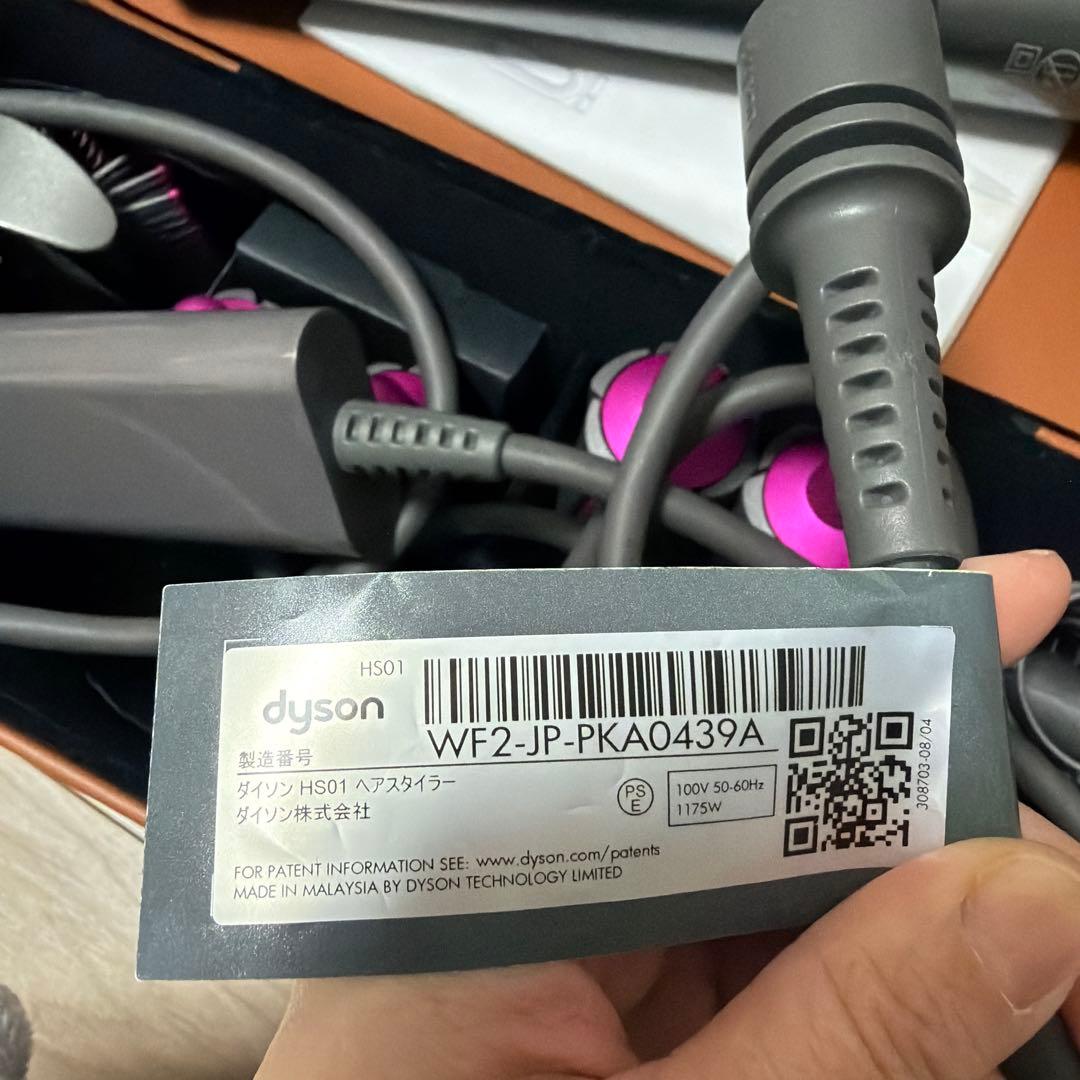 HS01
dyson
WF2-JP-PKA0439A
製造番号
ダイソン HS01 ヘアスタイラー
ダイソン株式会社
PS
E
100V 50-60Hz
1175W
308703-08/04
FOR PATENT INFORMATION SEE: www.dyson.com/patents
MADE IN MALAYSIA BY DYSON TECHNOLOGY LIMITED